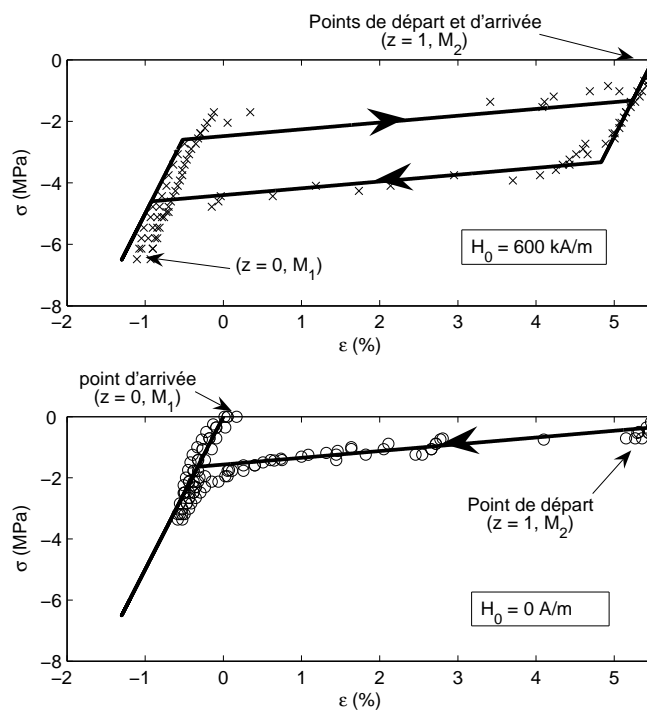 Points de départ et d'arrivée
(z = 1, M2)
0
−2
−4
−6
−8
σ (MPa)
(z=0, M1)
H0 = 600 kA/m
−2 −1 0 1 2 3 4 5
ε (%)
point d'arrivée
(z=0, M1)
0
−2
−4
−6
−8
σ (MPa)
Point de départ
(z=1, M2)
H0 = 0 A/m
−2 −1 0 1 2 3 4 5
ε (%)